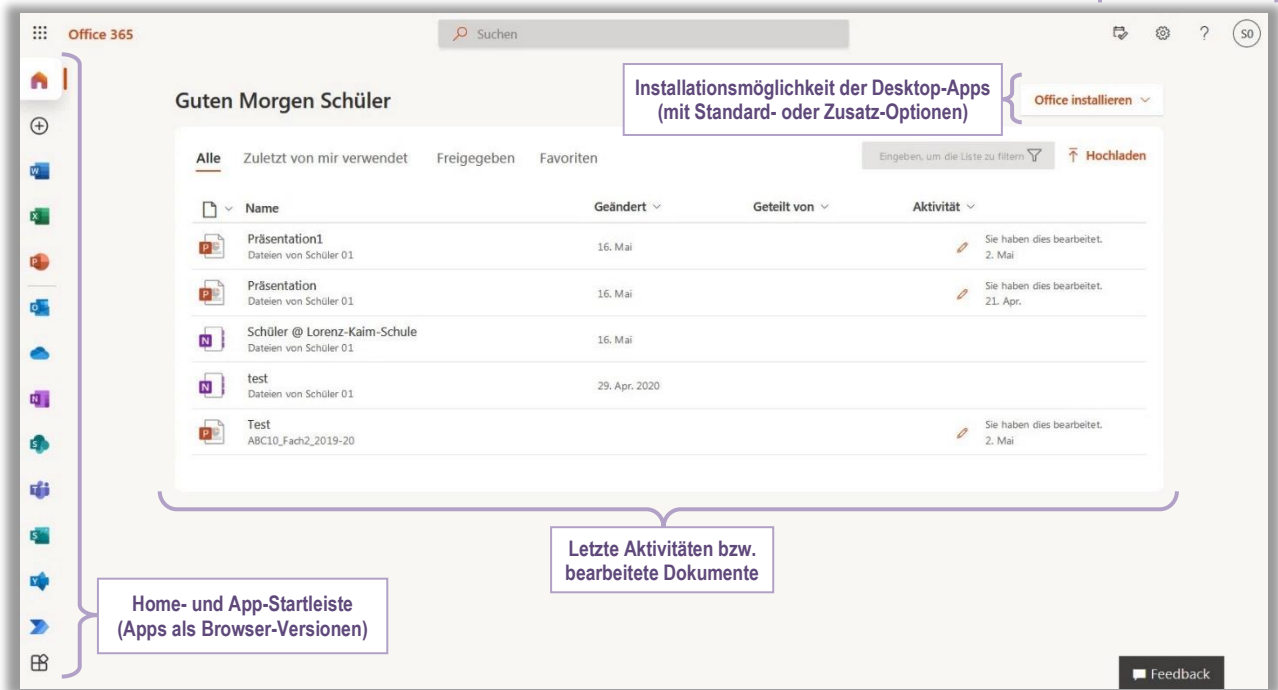 Office 365
Suchen
?
SO
Installationsmöglichkeit der Desktop-Apps
(mit Standard- oder Zusatz-Optionen)
Guten Morgen Schüler
Office installieren
Alle Zuletzt von mir verwendet Freigegeben Favoriten
Eingeben, um die Liste zu filtern
Hochladen
Name Geändert Geteilt von Aktivität
Präsentation1
Dateien von Schüler 01
16. Mai
Sie haben dies bearbeitet.
2. Mai
Präsentation
Dateien von Schüler 01
16. Mai
Sie haben dies bearbeitet.
21. Apr.
Schüler @ Lorenz-Kaim-Schule
Dateien von Schüler 01
16. Mai
test
Dateien von Schüler 01
29. Apr. 2020
Test
ABC10_Fach2_2019-20
Sie haben dies bearbeitet.
2. Mai
Letzte Aktivitäten bzw.
bearbeitete Dokumente
Home- und App-Startleiste
(Apps als Browser-Versionen)
Feedback